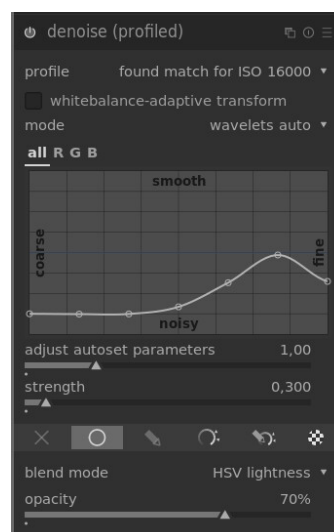 denoise (profiled)
profile found match for ISO 16000
whitebalance-adaptive transform
mode wavelets auto
all R G B
smooth
coarse
fine
noisy
adjust autoset parameters 1,00
strength 0,300
blend mode HSV lightness
opacity 70%